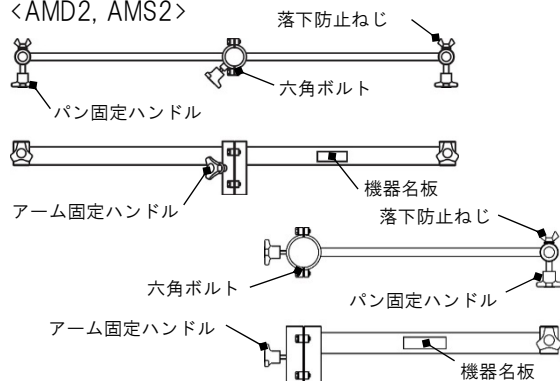 <AMD2, AMS2>
落下防止ねじ
六角ボルト
パン固定ハンドル
アーム固定ハンドル
機器名板
落下防止ねじ
六角ボルト
パン固定ハンドル
アーム固定ハンドル
機器名板